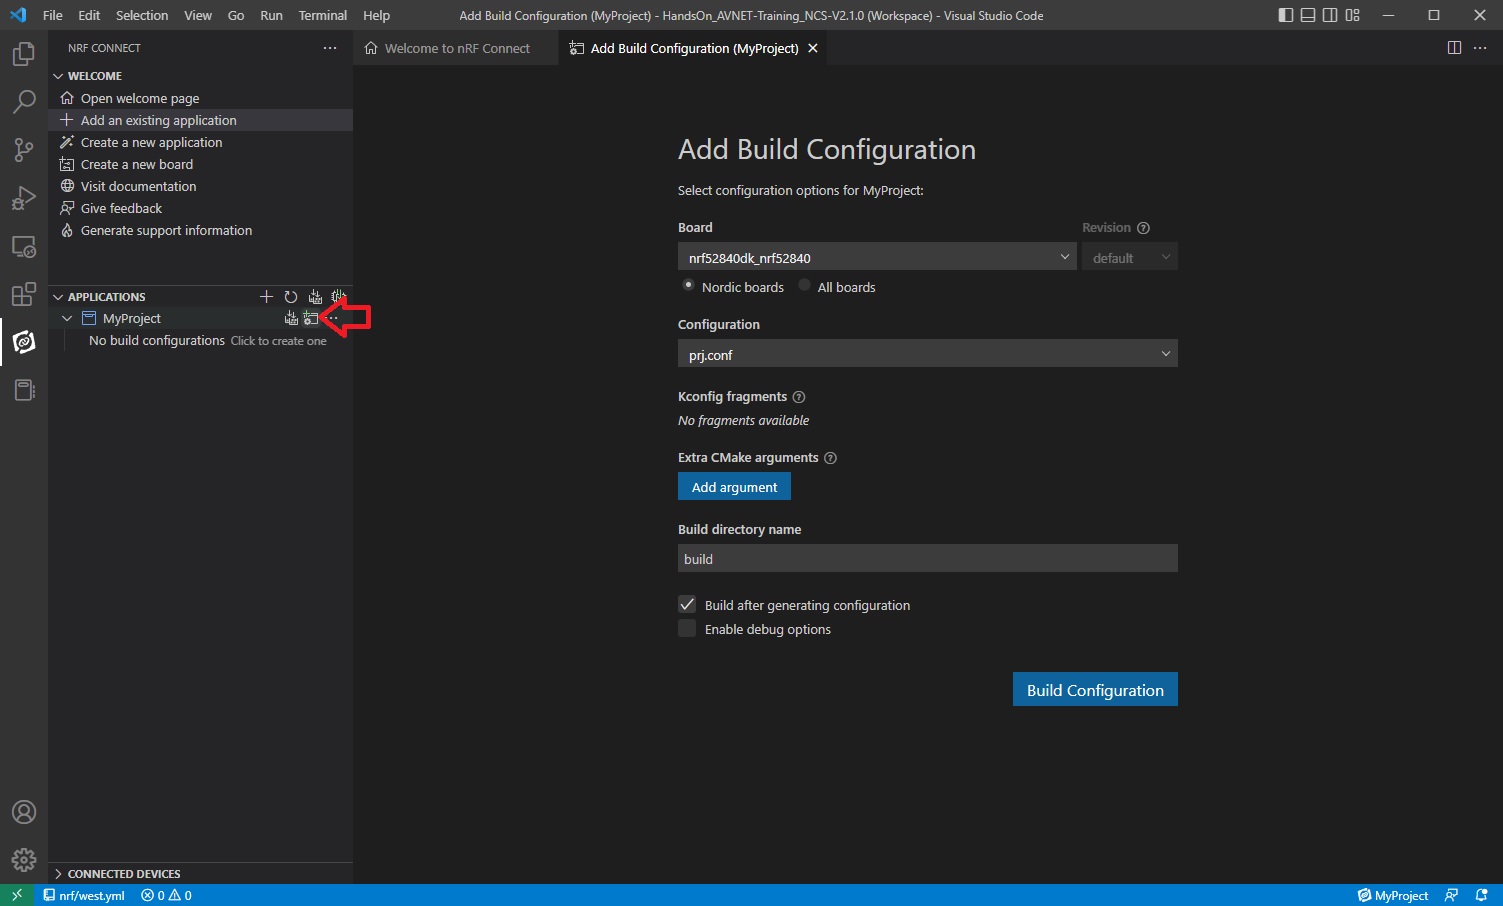 File Edit Selection View Go Run Terminal Help
Add Build Configuration (MyProject) - HandsOn_AVNET-Training_NCS-V2.1.0 (Workspace) - Visual Studio Code
NRF CONNECT
WELCOME
Open welcome page
Add an existing application
Create a new application
Create a new board
Visit documentation
Give feedback
Generate support information
APPLICATIONS
MyProject
No build configurations Click to create one
CONNECTED DEVICES
Welcome to nRF Connect
Add Build Configuration (MyProject)
Add Build Configuration
Select configuration options for MyProject:
Board
Revision
nrf52840dk_nrf52840
default
Nordic boards
All boards
Configuration
prj.conf
Kconfig fragments
No fragments available
Extra CMake arguments
Add argument
Build directory name
build
Build after generating configuration
Enable debug options
Build Configuration
nrf/west.yml
0
0
MyProject